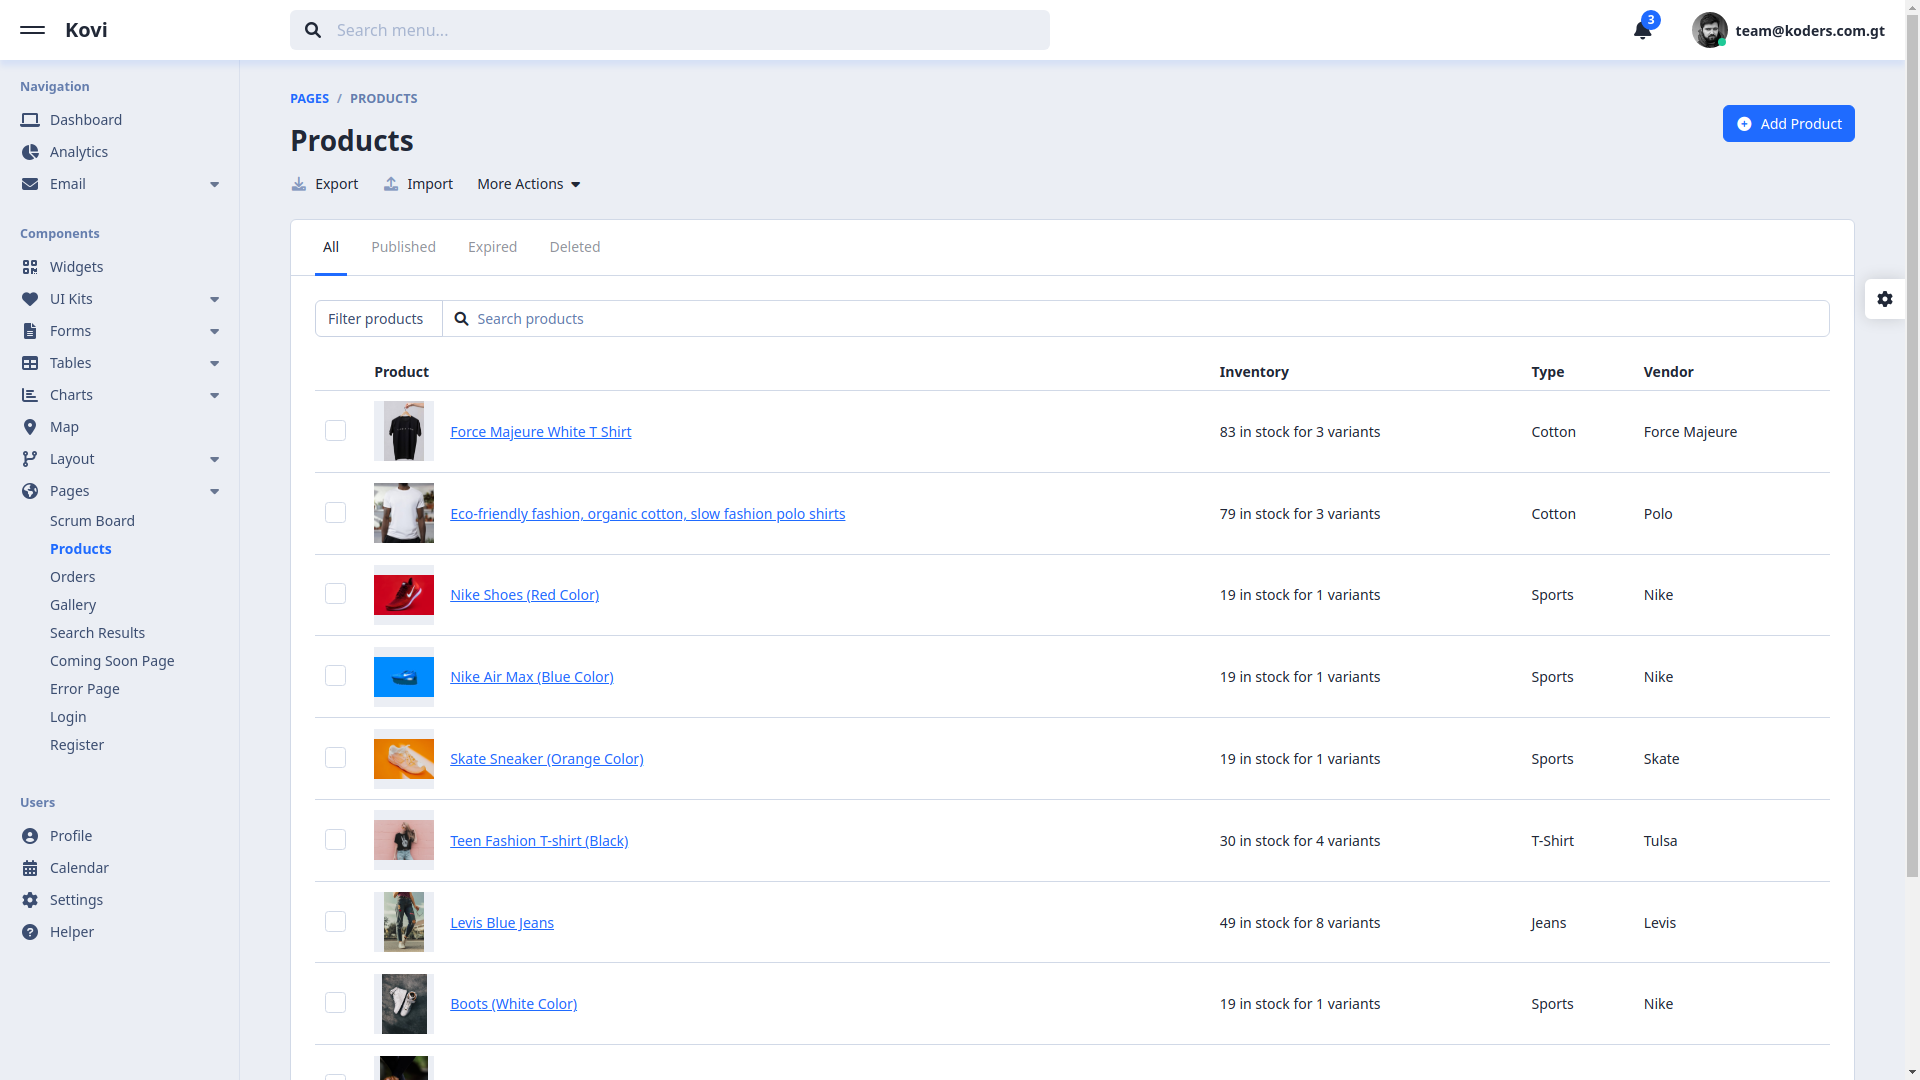 Kovi
Search menu...
3
team@koders.com.gt
Navigation
Dashboard
Analytics
Email
Components
Widgets
UI Kits
Forms
Tables
Charts
Map
Layout
Pages
Scrum Board
Products
Orders
Gallery
Search Results
Coming Soon Page
Error Page
Login
Register
Users
Profile
Calendar
Settings
Helper
PAGES / PRODUCTS
Products
Add Product
Export Import More Actions
All Published Expired Deleted
Filter products Search products
Product Inventory Type Vendor
Force Majeure White T Shirt 83 in stock for 3 variants Cotton Force Majeure
Eco-friendly fashion, organic cotton, slow fashion polo shirts 79 in stock for 3 variants Cotton Polo
Nike Shoes (Red Color) 19 in stock for 1 variants Sports Nike
Nike Air Max (Blue Color) 19 in stock for 1 variants Sports Nike
Skate Sneaker (Orange Color) 19 in stock for 1 variants Sports Skate
Teen Fashion T-shirt (Black) 30 in stock for 4 variants T-Shirt Tulsa
Levis Blue Jeans 49 in stock for 8 variants Jeans Levis
Boots (White Color) 19 in stock for 1 variants Sports Nike